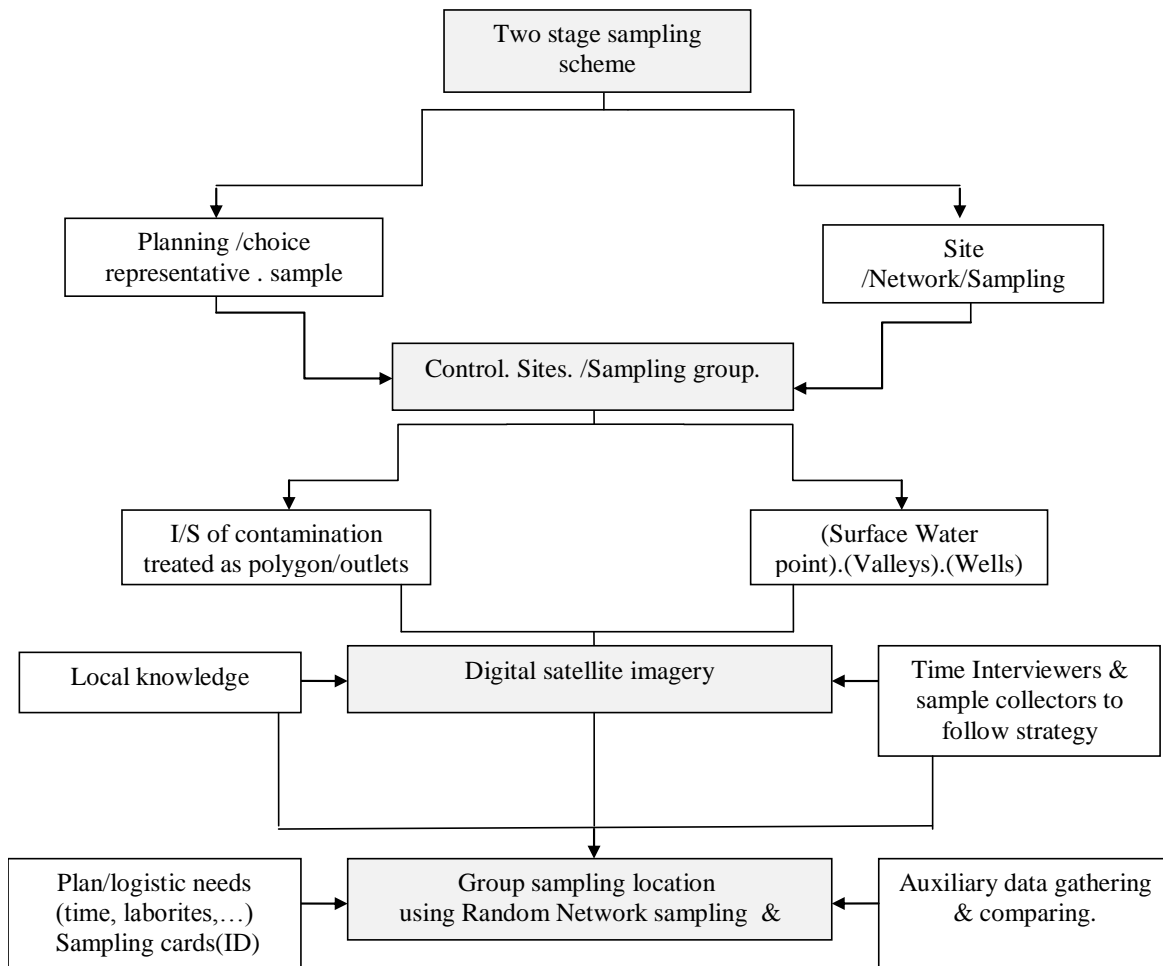 Two stage sampling
scheme
Planning /choice
representative . sample
Site
/Network/Sampling
Control. Sites. /Sampling group.
I/S of contamination
treated as polygon/outlets
(Surface Water
point).(Valleys).(Wells)
Local knowledge
Digital satellite imagery
Time Interviewers &
sample collectors to
follow strategy
Plan/logistic needs
(time, laborites,…)
Sampling cards(ID)
Group sampling location
using Random Network sampling &
Auxiliary data gathering
& comparing.